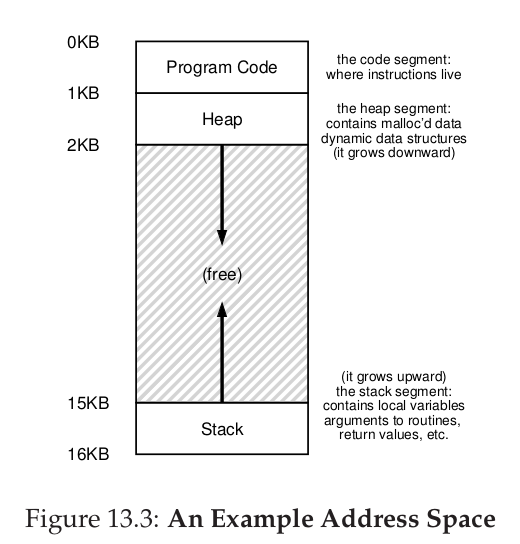 0KB
Program Code
the code segment:
where instructions live
1KB
Heap
the heap segment:
contains malloc'd data
dynamic data structures
(it grows downward)
2KB
(free)
(it grows upward)
the stack segment:
contains local variables
arguments to routines,
return values, etc.
15KB
Stack
16KB
Figure 13.3: An Example Address Space